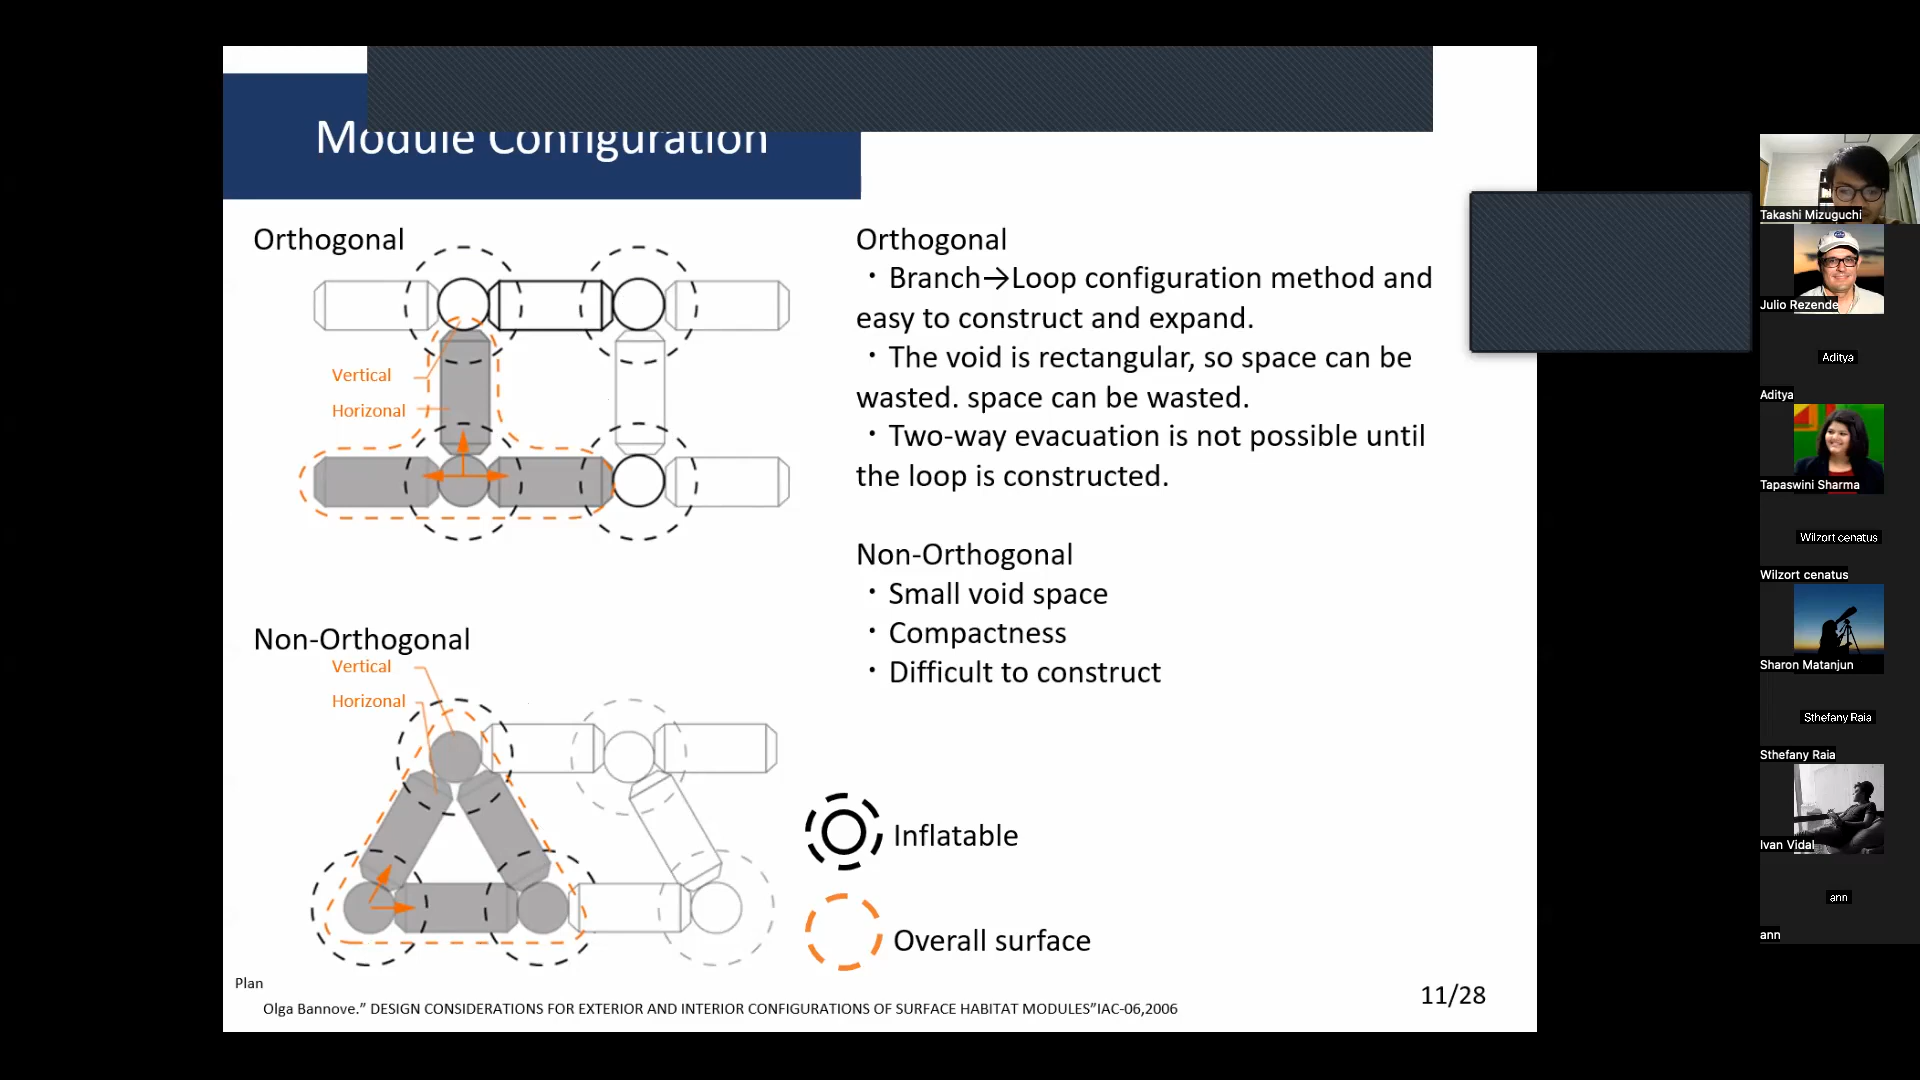 Module Configuration
Orthogonal
Vertical
Horizonal
Non-Orthogonal
Vertical
Horizonal
Orthogonal
・Branch→Loop configuration method and
easy to construct and expand.
・The void is rectangular, so space can be
wasted. space can be wasted.
・Two-way evacuation is not possible until
the loop is constructed.
Non-Orthogonal
・Small void space
・Compactness
・Difficult to construct
Inflatable
Overall surface
Plan
Olga Bannove.” DESIGN CONSIDERATIONS FOR EXTERIOR AND INTERIOR CONFIGURATIONS OF SURFACE HABITAT MODULES”IAC-06,2006
11/28
Takashi Mizuguchi
Julio Rezende
Aditya
Aditya
Tapaswini Sharma
Wilzort cenatus
Wilzort cenatus
Sharon Matanjun
Sthefany Raia
Sthefany Raia
Ivan Vidal
ann
ann